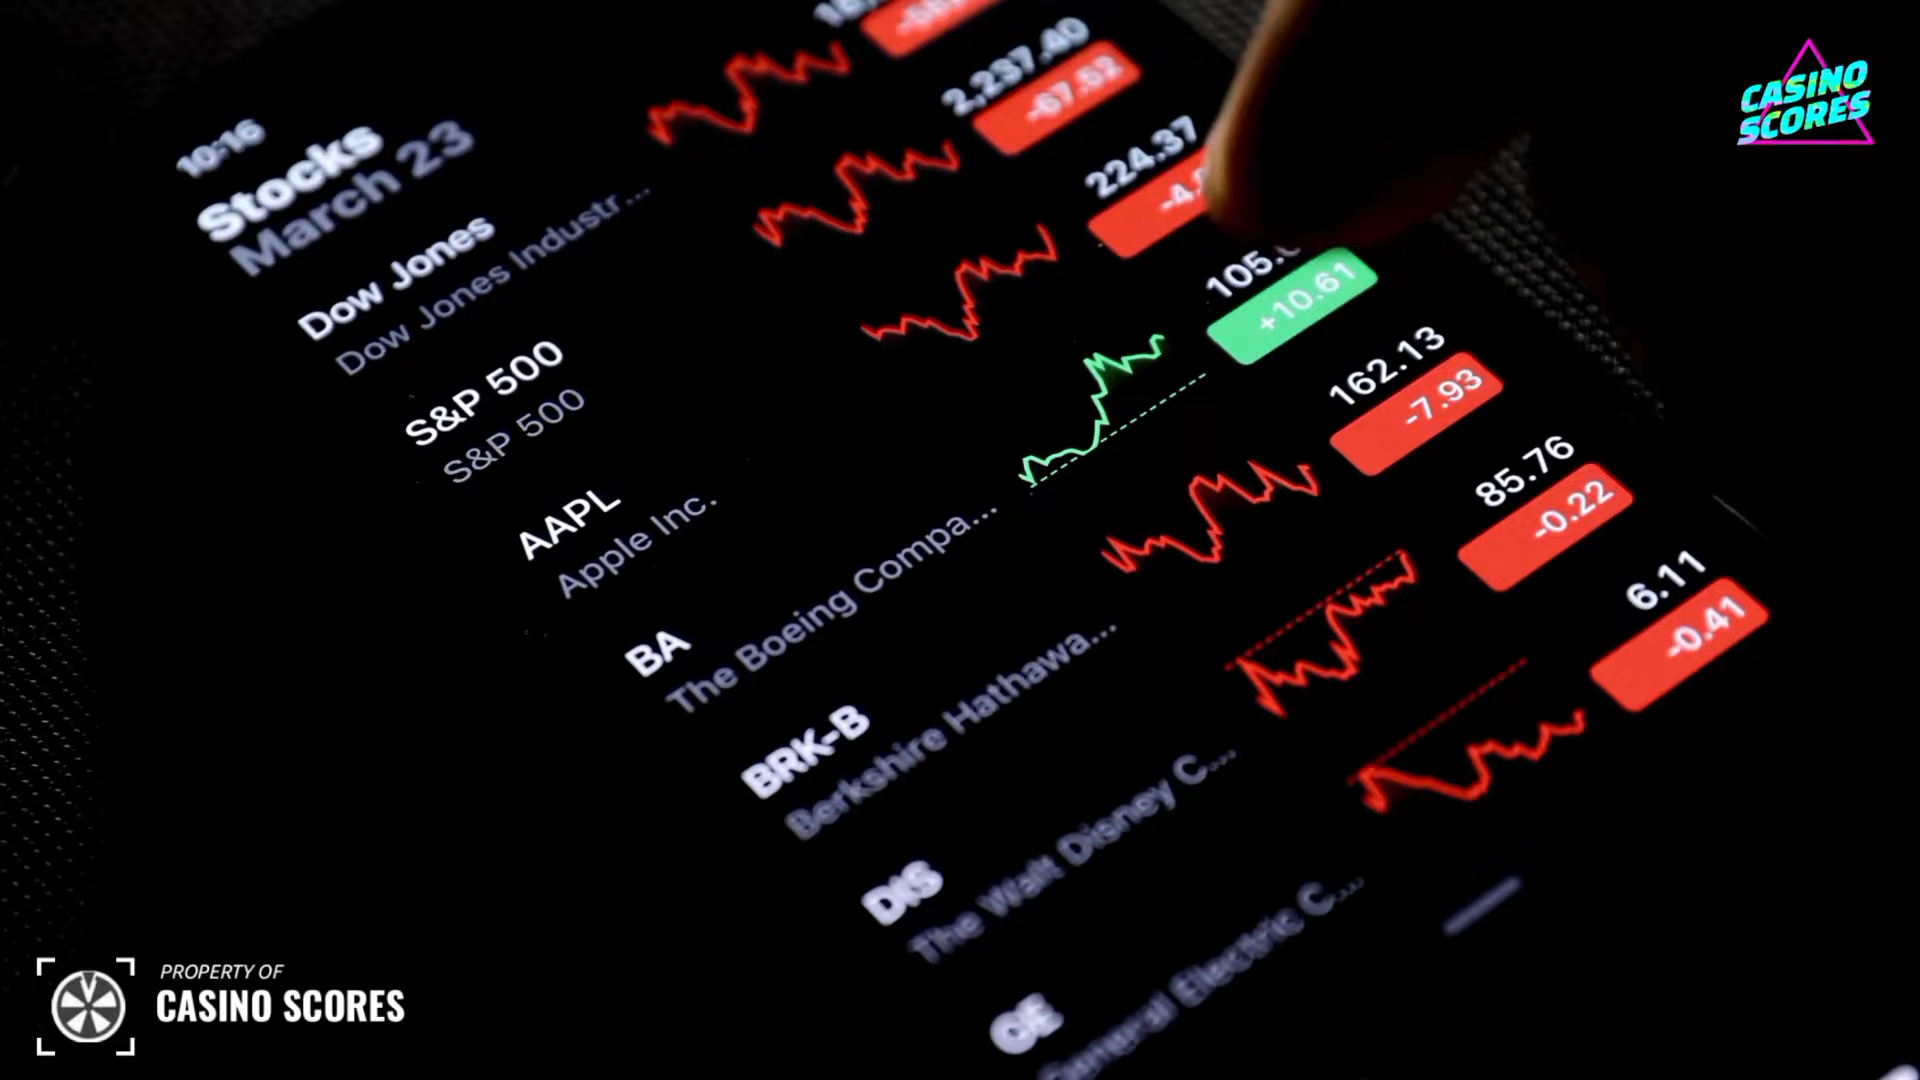 10:16
Stocks
March 23
Dow Jones
Dow Jones Industr...
2,237.40
-67.52
S&P 500
S&P 500
224.37
AAPL
Apple Inc.
105.
+10.61
BA
The Boeing Compa...
162.13
-7.93
BRK-B
Berkshire Hathawa...
85.76
-0.22
DIS
The Walt Disney C...
6.11
-0.41
GE
General Electric C...
CASINO
SCORES
PROPERTY OF
CASINO SCORES